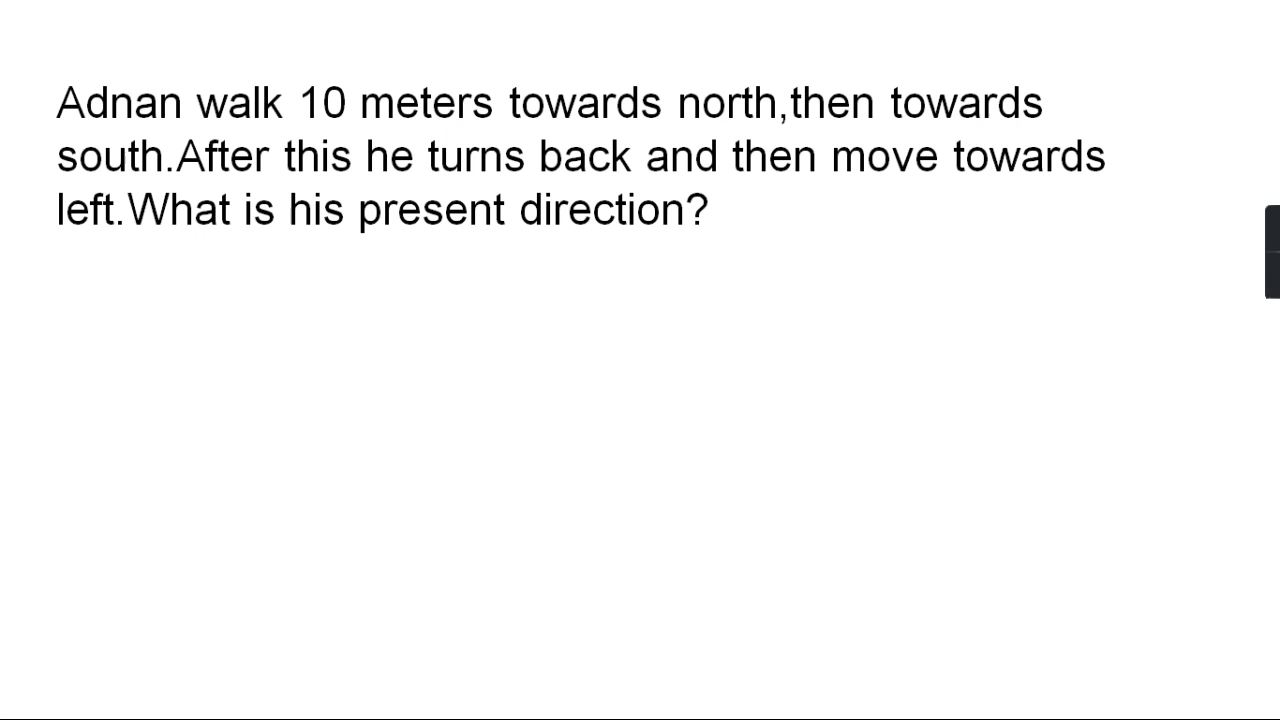 Adnan walk 10 meters towards north,then towards
south.After this he turns back and then move towards
left.What is his present direction?